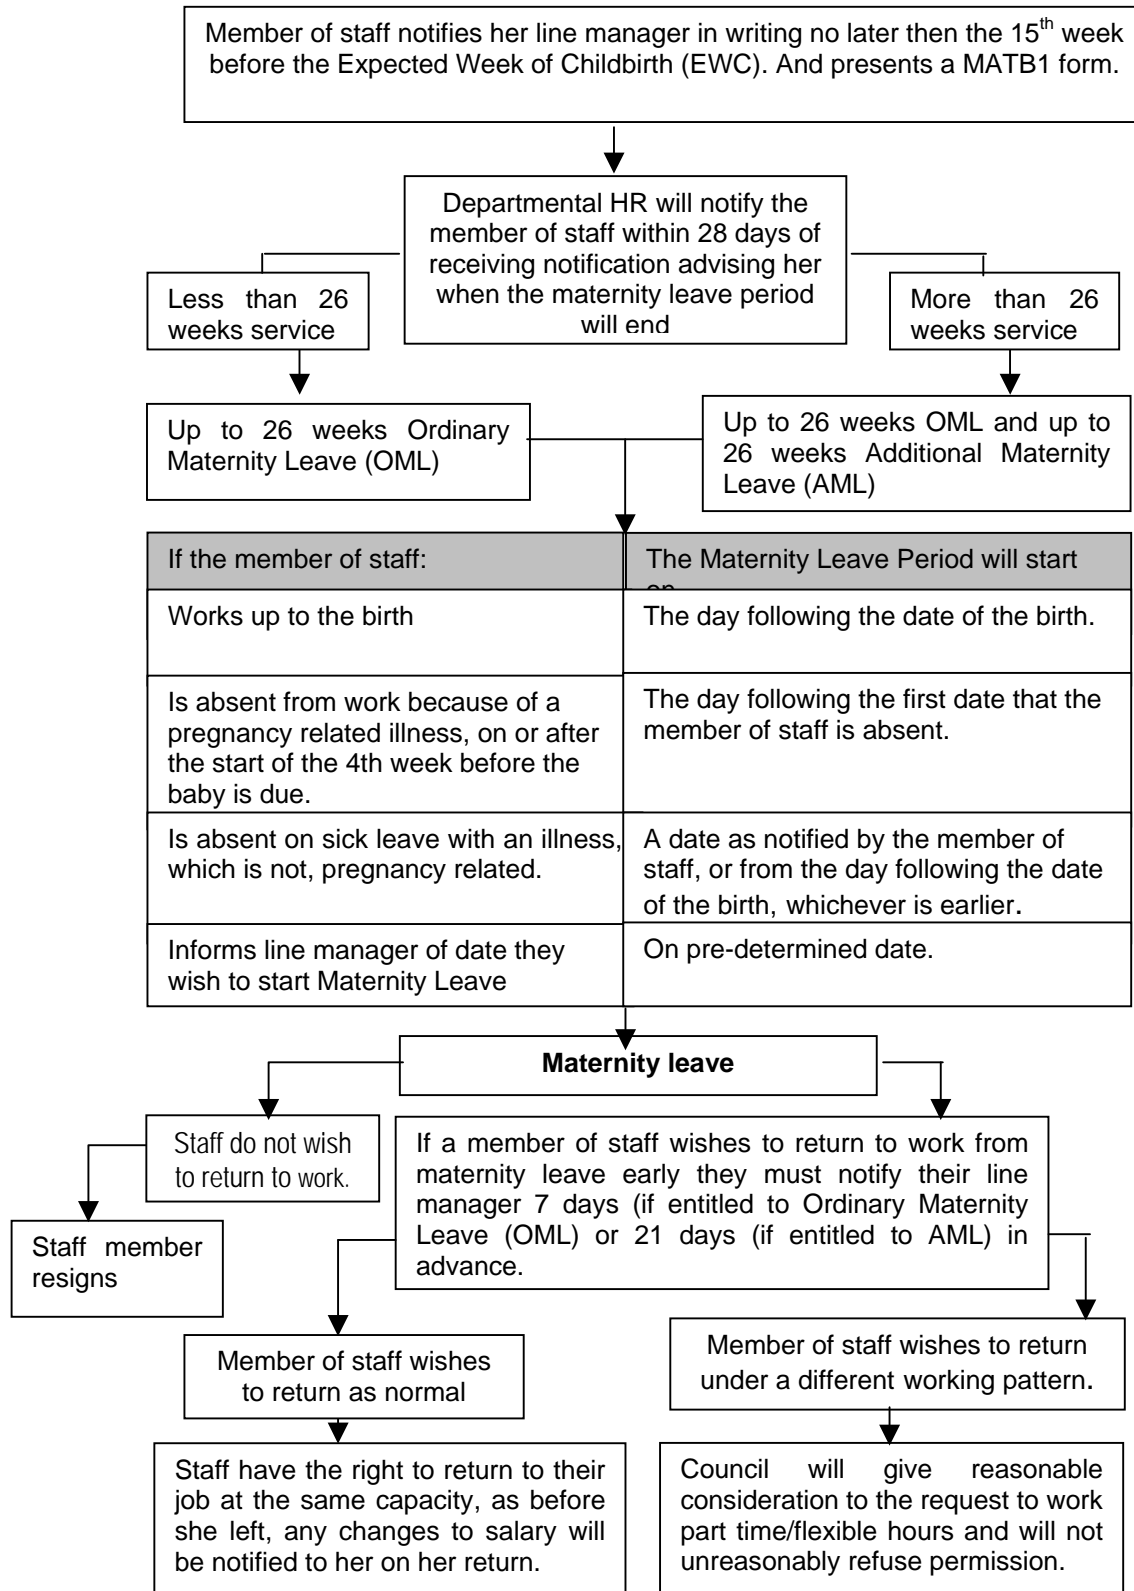 Member of staff notifies her line manager in writing no later then the 15th week
before the Expected Week of Childbirth (EWC). And presents a MATB1 form.
Departmental HR will notify the
member of staff within 28 days of
receiving notification advising her
when the maternity leave period
will end
Less than 26
weeks service
More than 26
weeks service
Up to 26 weeks Ordinary
Maternity Leave (OML)
Up to 26 weeks OML and up to
26 weeks Additional Maternity
Leave (AML)
If the member of staff:
The Maternity Leave Period will start
on
Works up to the birth
The day following the date of the birth.
Is absent from work because of a
pregnancy related illness, on or after
the start of the 4th week before the
baby is due.
The day following the first date that the
member of staff is absent.
Is absent on sick leave with an illness,
which is not, pregnancy related.
A date as notified by the member of
staff, or from the day following the date
of the birth, whichever is earlier.
Informs line manager of date they
wish to start Maternity Leave
On pre-determined date.
Maternity leave
Staff do not wish
to return to work.
If a member of staff wishes to return to work from
maternity leave early they must notify their line
manager 7 days (if entitled to Ordinary Maternity
Leave (OML) or 21 days (if entitled to AML) in
advance.
Staff member
resigns
Member of staff wishes
to return as normal
Member of staff wishes to return
under a different working pattern.
Staff have the right to return to their
job at the same capacity, as before
she left, any changes to salary will
be notified to her on her return.
Council will give reasonable
consideration to the request to work
part time/flexible hours and will not
unreasonably refuse permission.